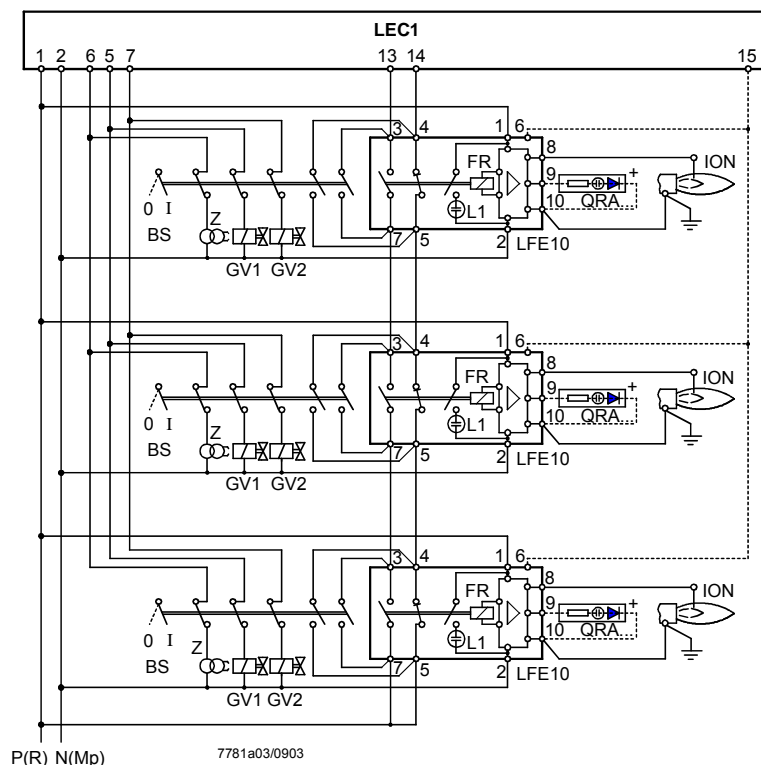 LEC1
1 2 6 5 7 13 14 15
3 4 1 6
8
FR
ION
9 +
0 I
Z
L1
10 QRA...
BS
7 5 2 LFE10
GV1 GV2
3 4 1 6
8
FR
ION
9 +
0 I
Z
L1
10 QRA...
BS
7 5 2 LFE10
GV1 GV2
3 4 1 6
8
FR
ION
9 +
0 I
Z
L1
10 QRA...
BS
7 5 2 LFE10
GV1 GV2
P(R) N(Mp) 7781a03/0903